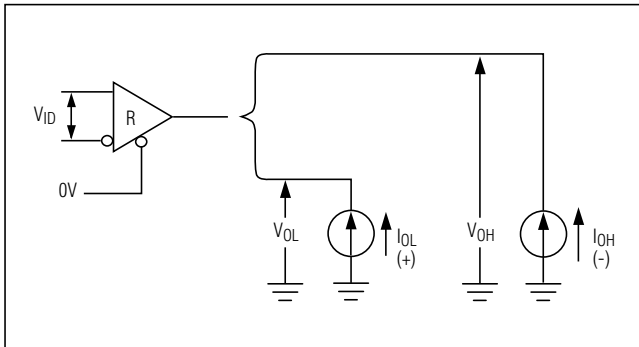 V_ID
R
0V
V_OL
I_OL
(+)
V_OH
I_OH
(-)